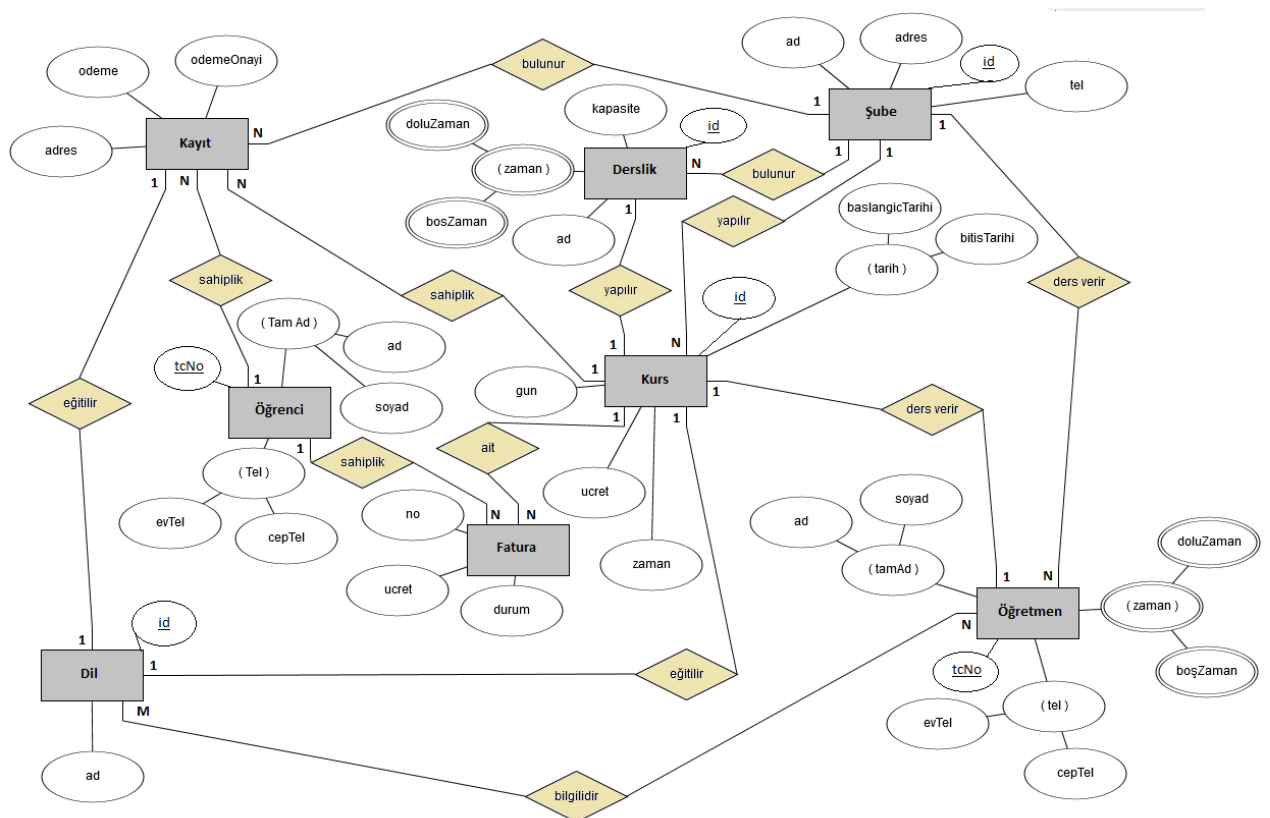 ad
adres
id
tel
odeme
odemeOnayi
bulunur
Şube
1
1
1
1
1
adres
Kayıt
N
1
N
N
doluZaman
kapasite
id
( zaman )
Derslik
N
bulunur
bosZaman
ad
1
yapılır
baslangicTarihi
bitisTarihi
( tarih )
ders verir
sahiplik
sahiplik
yapılır
id
( Tam Ad )
ad
soyad
tcNo
1
Öğrenci
1
eğitilir
1
N
1
Kurs
1
1
1
gun
ders verir
ait
sahiplik
( Tel )
evTel
cepTel
ucret
zaman
no
N
N
Fatura
ucret
durum
soyad
ad
( tamAd )
doluZaman
1
N
Öğretmen
N
( zaman )
boşZaman
tcNo
( tel )
evTel
cepTel
id
1
Dil
1
M
eğitilir
ad
bilgilidir